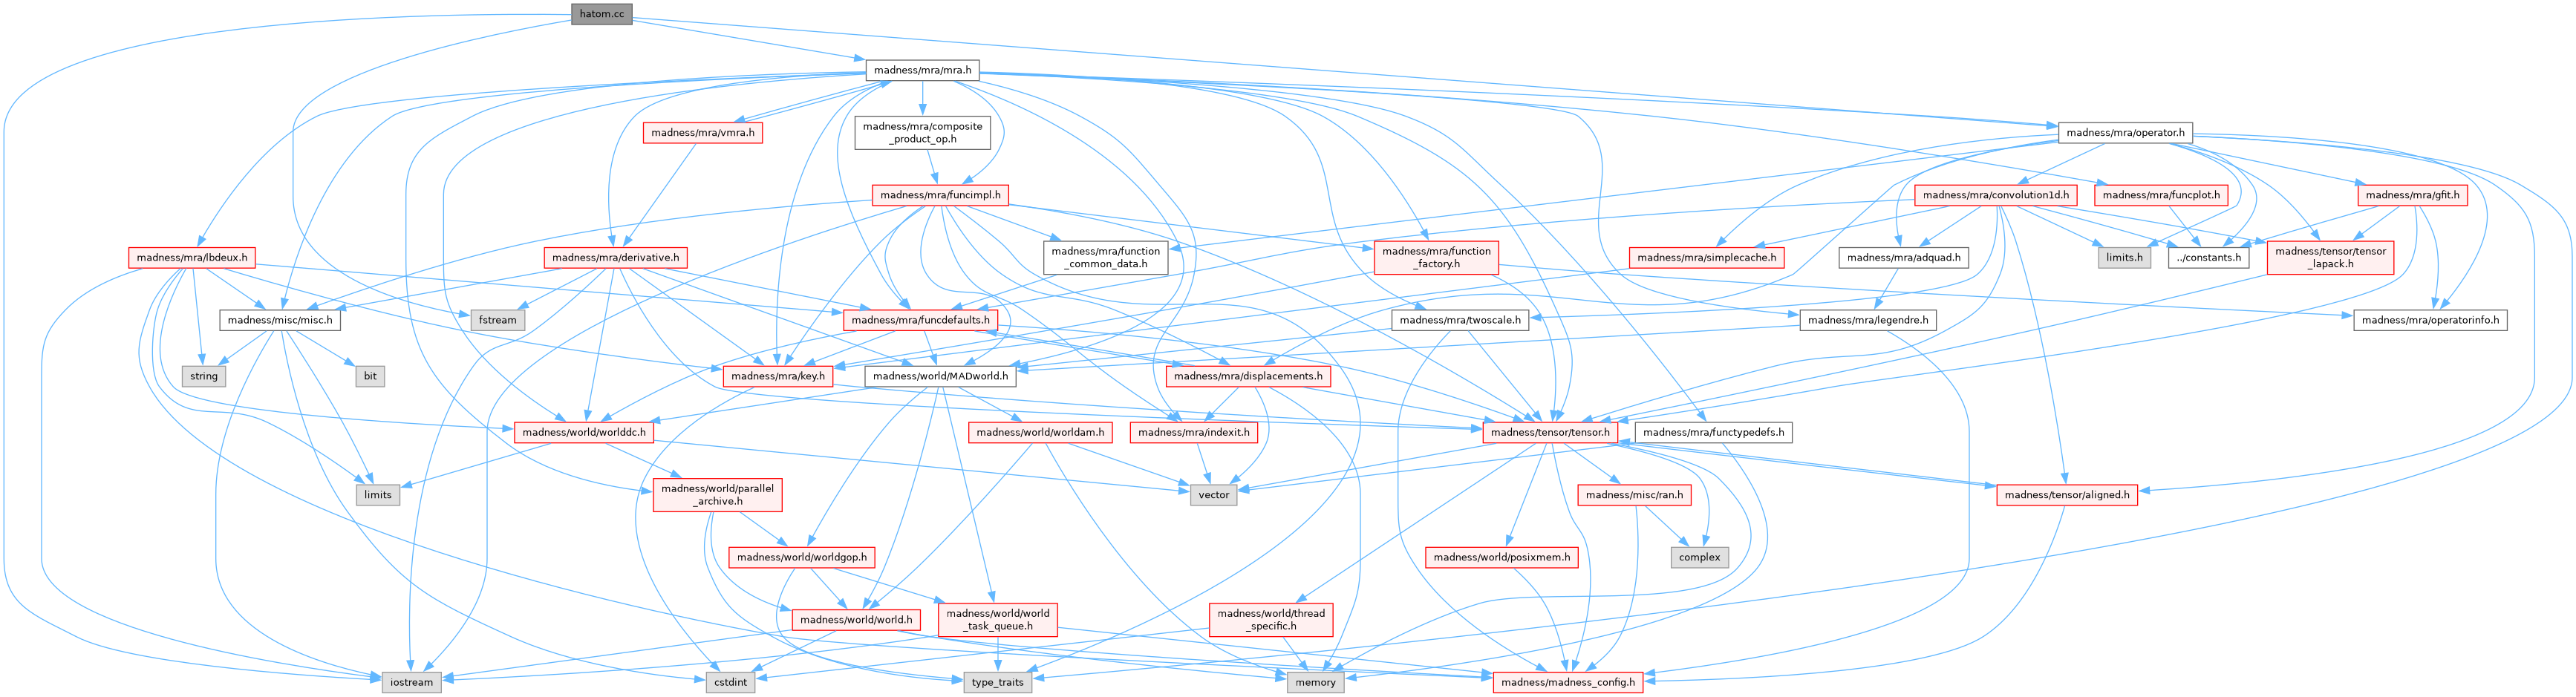 hatom.cc
madness/mra/mra.h
madness/mra/vmra.h
madness/mra/composite
_product_op.h
madness/mra/operator.h
madness/mra/funcimpl.h
madness/mra/convolution1d.h
madness/mra/funcplot.h
madness/mra/gfit.h
madness/mra/lbdeux.h
madness/mra/derivative.h
madness/mra/function
_common_data.h
madness/mra/function
_factory.h
madness/mra/simplecache.h
madness/mra/adquad.h
limits.h
../constants.h
madness/tensor/tensor
_lapack.h
madness/misc/misc.h
fstream
madness/mra/funcdefaults.h
madness/mra/twoscale.h
madness/mra/legendre.h
madness/mra/operatorinfo.h
string
bit
madness/mra/key.h
madness/world/MADworld.h
madness/mra/displacements.h
madness/world/worlddc.h
madness/world/worldam.h
madness/mra/indexit.h
madness/tensor/tensor.h
madness/mra/functypedefs.h
limits
madness/world/parallel
_archive.h
vector
madness/misc/ran.h
madness/tensor/aligned.h
madness/world/worldgop.h
madness/world/posixmem.h
complex
madness/world/world.h
madness/world/world
_task_queue.h
madness/world/thread
_specific.h
iostream
cstdint
type_traits
memory
madness/madness_config.h